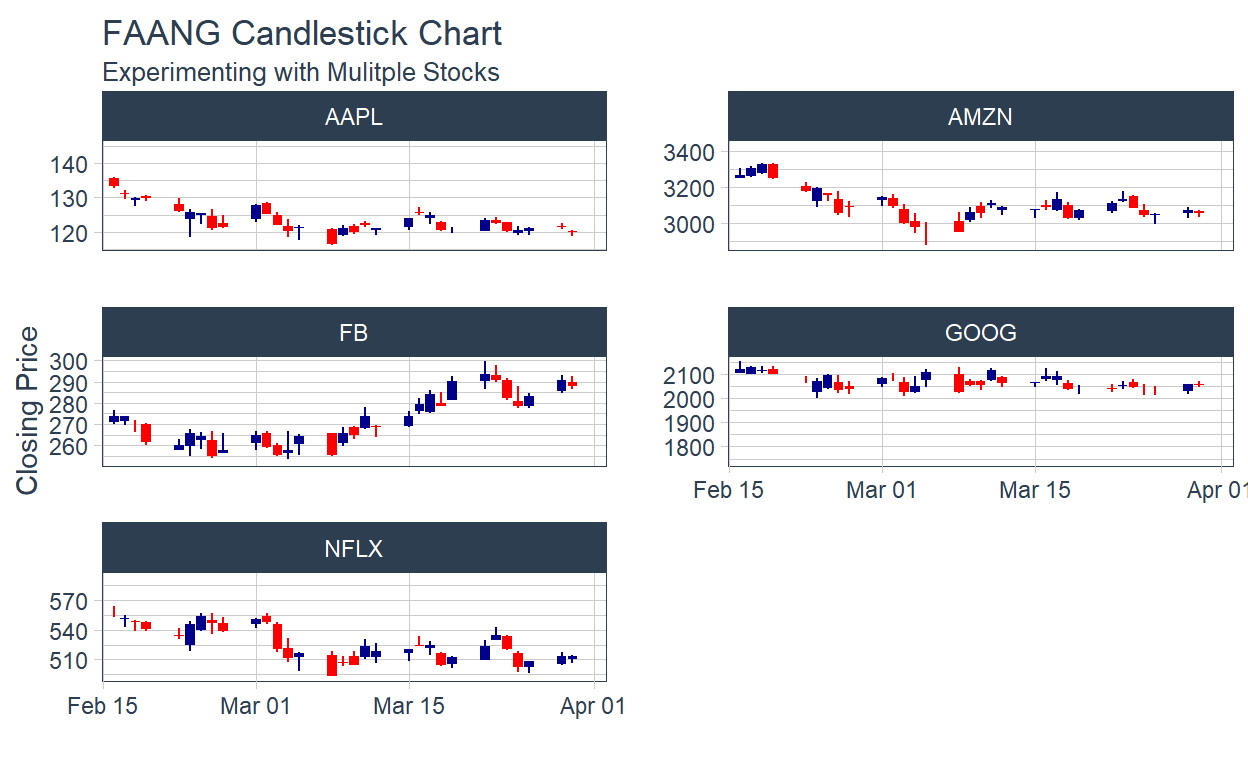 FAANG Candlestick Chart
Experimenting with Mulitple Stocks
AAPL
140
130
120
AMZN
3400
3200
3000
Closing Price
FB
300
290
280
270
260
GOOG
2100
2000
1900
1800
Feb 15 Mar 01 Mar 15 Apr 01
NFLX
570
540
510
Feb 15 Mar 01 Mar 15 Apr 01